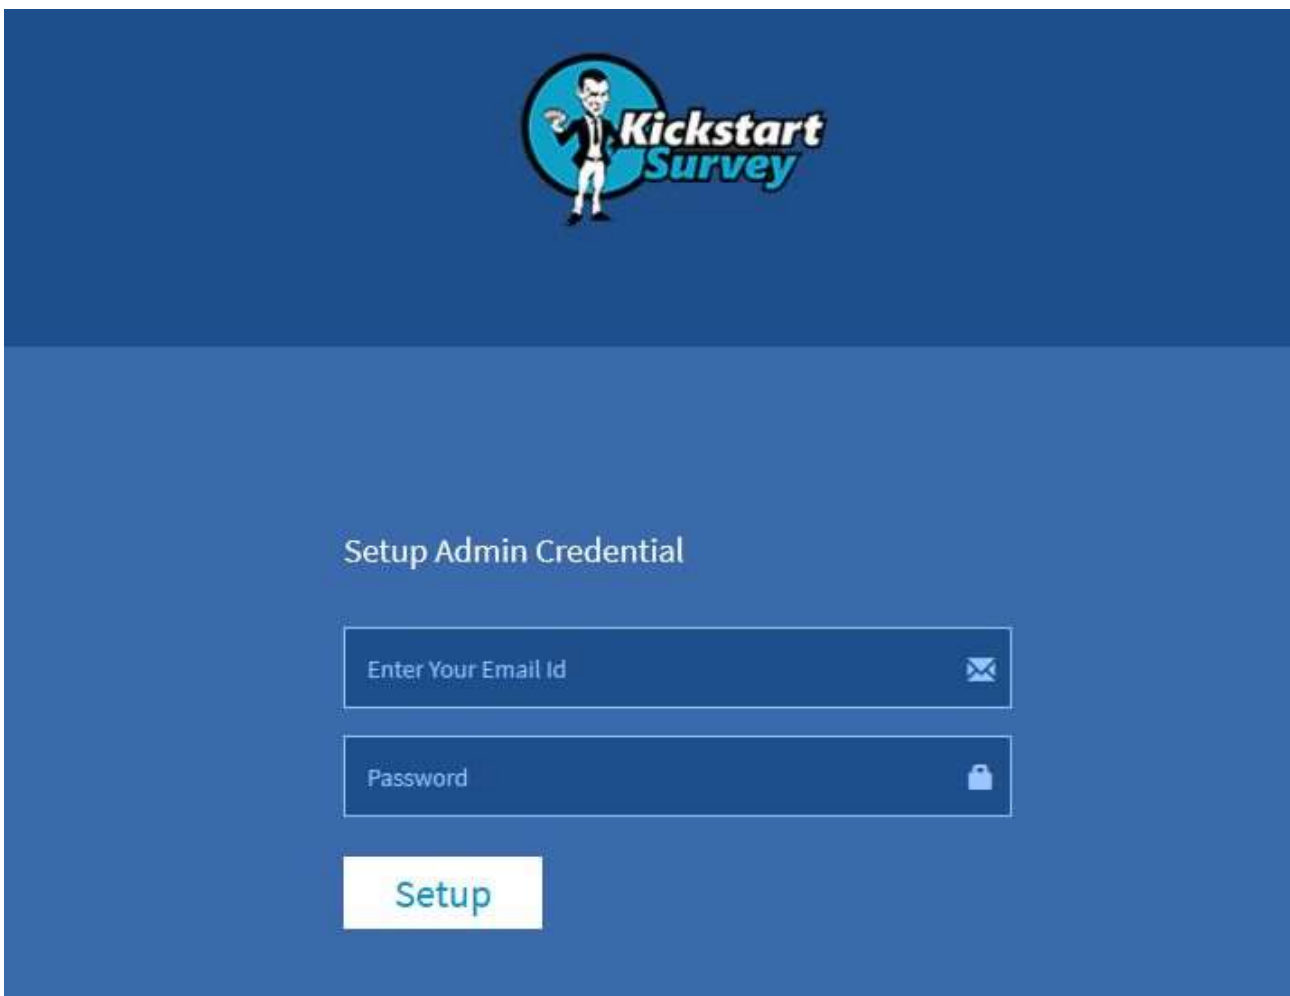 Kickstart
Survey
Setup Admin Credential
Enter Your Email Id
Password
Setup